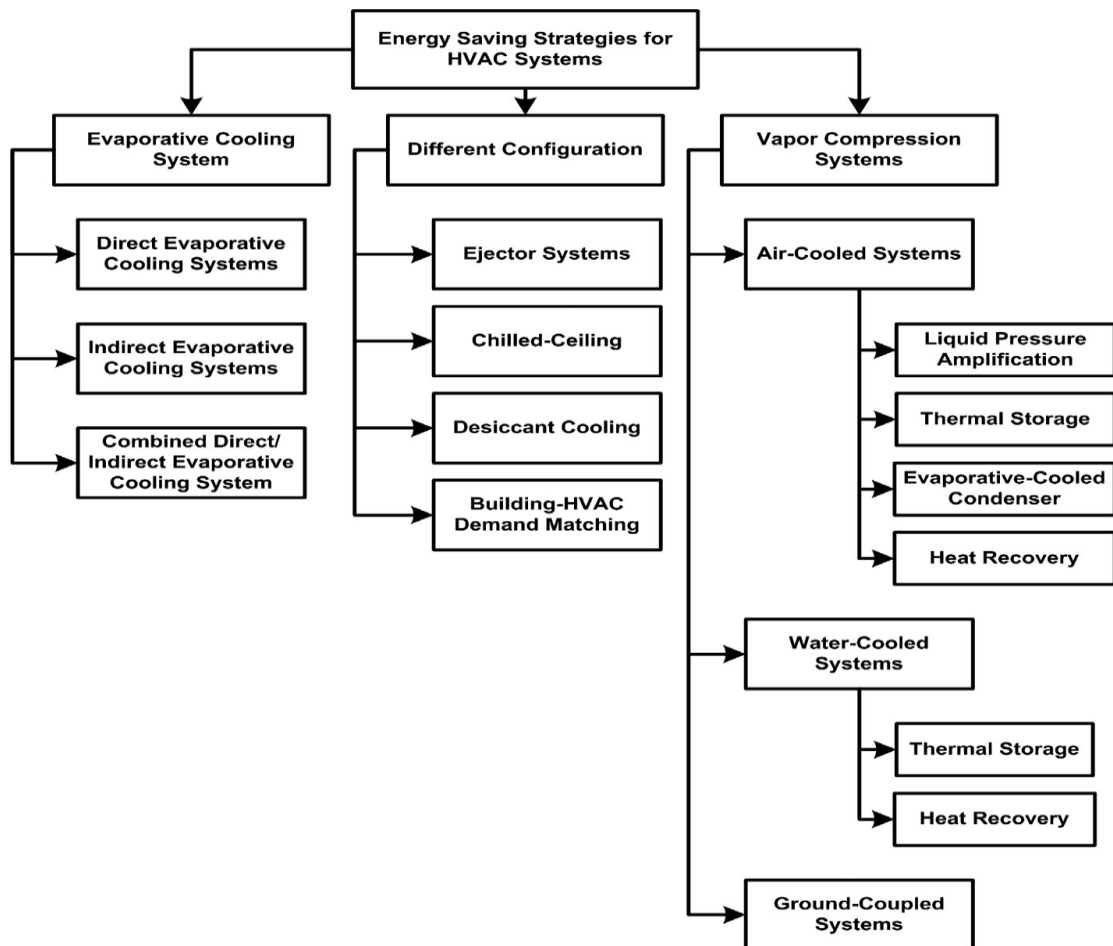 Energy Saving Strategies for
HVAC Systems
Evaporative Cooling
System
Different Configuration
Vapor Compression
Systems
Direct Evaporative
Cooling Systems
Indirect Evaporative
Cooling Systems
Combined Direct/
Indirect Evaporative
Cooling System
Ejector Systems
Chilled-Ceiling
Desiccant Cooling
Building-HVAC
Demand Matching
Air-Cooled Systems
Liquid Pressure
Amplification
Thermal Storage
Evaporative-Cooled
Condenser
Heat Recovery
Water-Cooled
Systems
Thermal Storage
Heat Recovery
Ground-Coupled
Systems